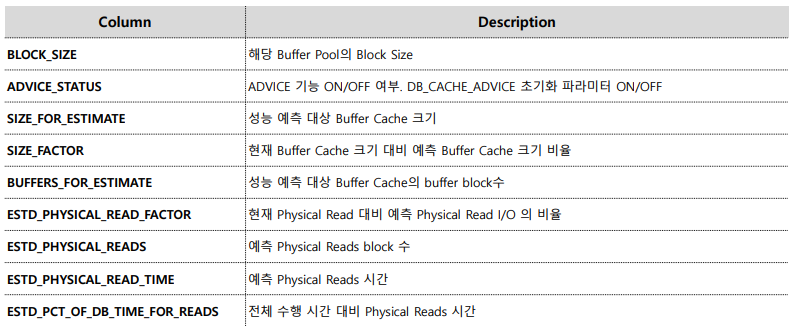 Column Description
BLOCK_SIZE 해당 Buffer Pool의 Block Size
ADVICE_STATUS ADVICE 기능 ON/OFF 여부. DB_CACHE_ADVICE 초기화 파라미터 ON/OFF
SIZE_FOR_ESTIMATE 성능 예측 대상 Buffer Cache 크기
SIZE_FACTOR 현재 Buffer Cache 크기 대비 예측 Buffer Cache 크기 비율
BUFFERS_FOR_ESTIMATE 성능 예측 대상 Buffer Cache의 buffer block수
ESTD_PHYSICAL_READ_FACTOR 현재 Physical Read 대비 예측 Physical Read I/O 의 비율
ESTD_PHYSICAL_READS 예측 Physical Reads block 수
ESTD_PHYSICAL_READ_TIME 예측 Physical Reads 시간
ESTD_PCT_OF_DB_TIME_FOR_READS 전체 수행 시간 대비 Physical Reads 시간